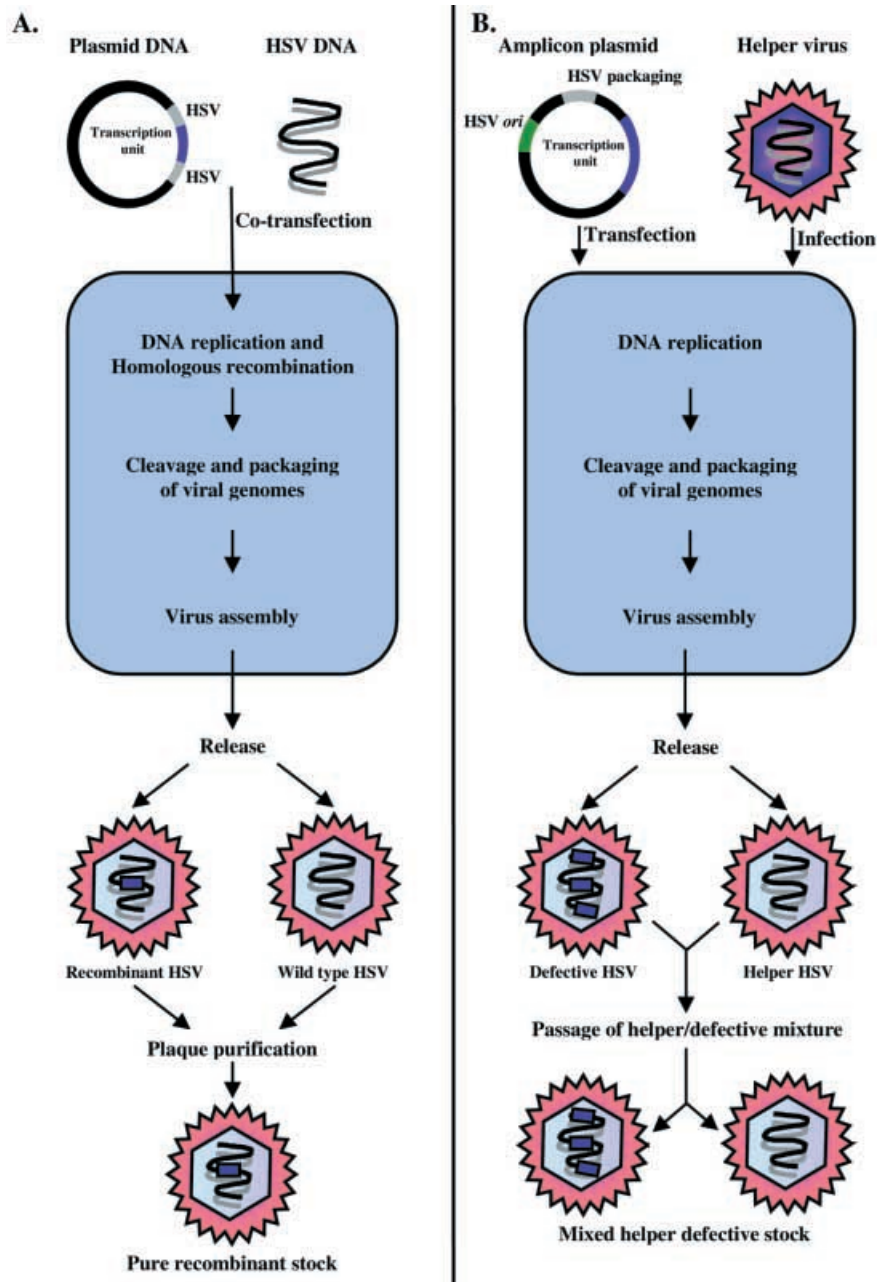 A.
Plasmid DNA
HSV DNA
HSV
Transcription
unit
HSV
Co-transfection
DNA replication and
Homologous recombination
Cleavage and packaging
of viral genomes
Virus assembly
Release
Recombinant HSV
Wild type HSV
Plaque purification
Pure recombinant stock
B.
Amplicon plasmid
Helper virus
HSV packaging
HSV ori
Transcription
unit
Transfection
Infection
DNA replication
Cleavage and packaging
of viral genomes
Virus assembly
Release
Defective HSV
Helper HSV
Passage of helper/defective mixture
Mixed helper defective stock